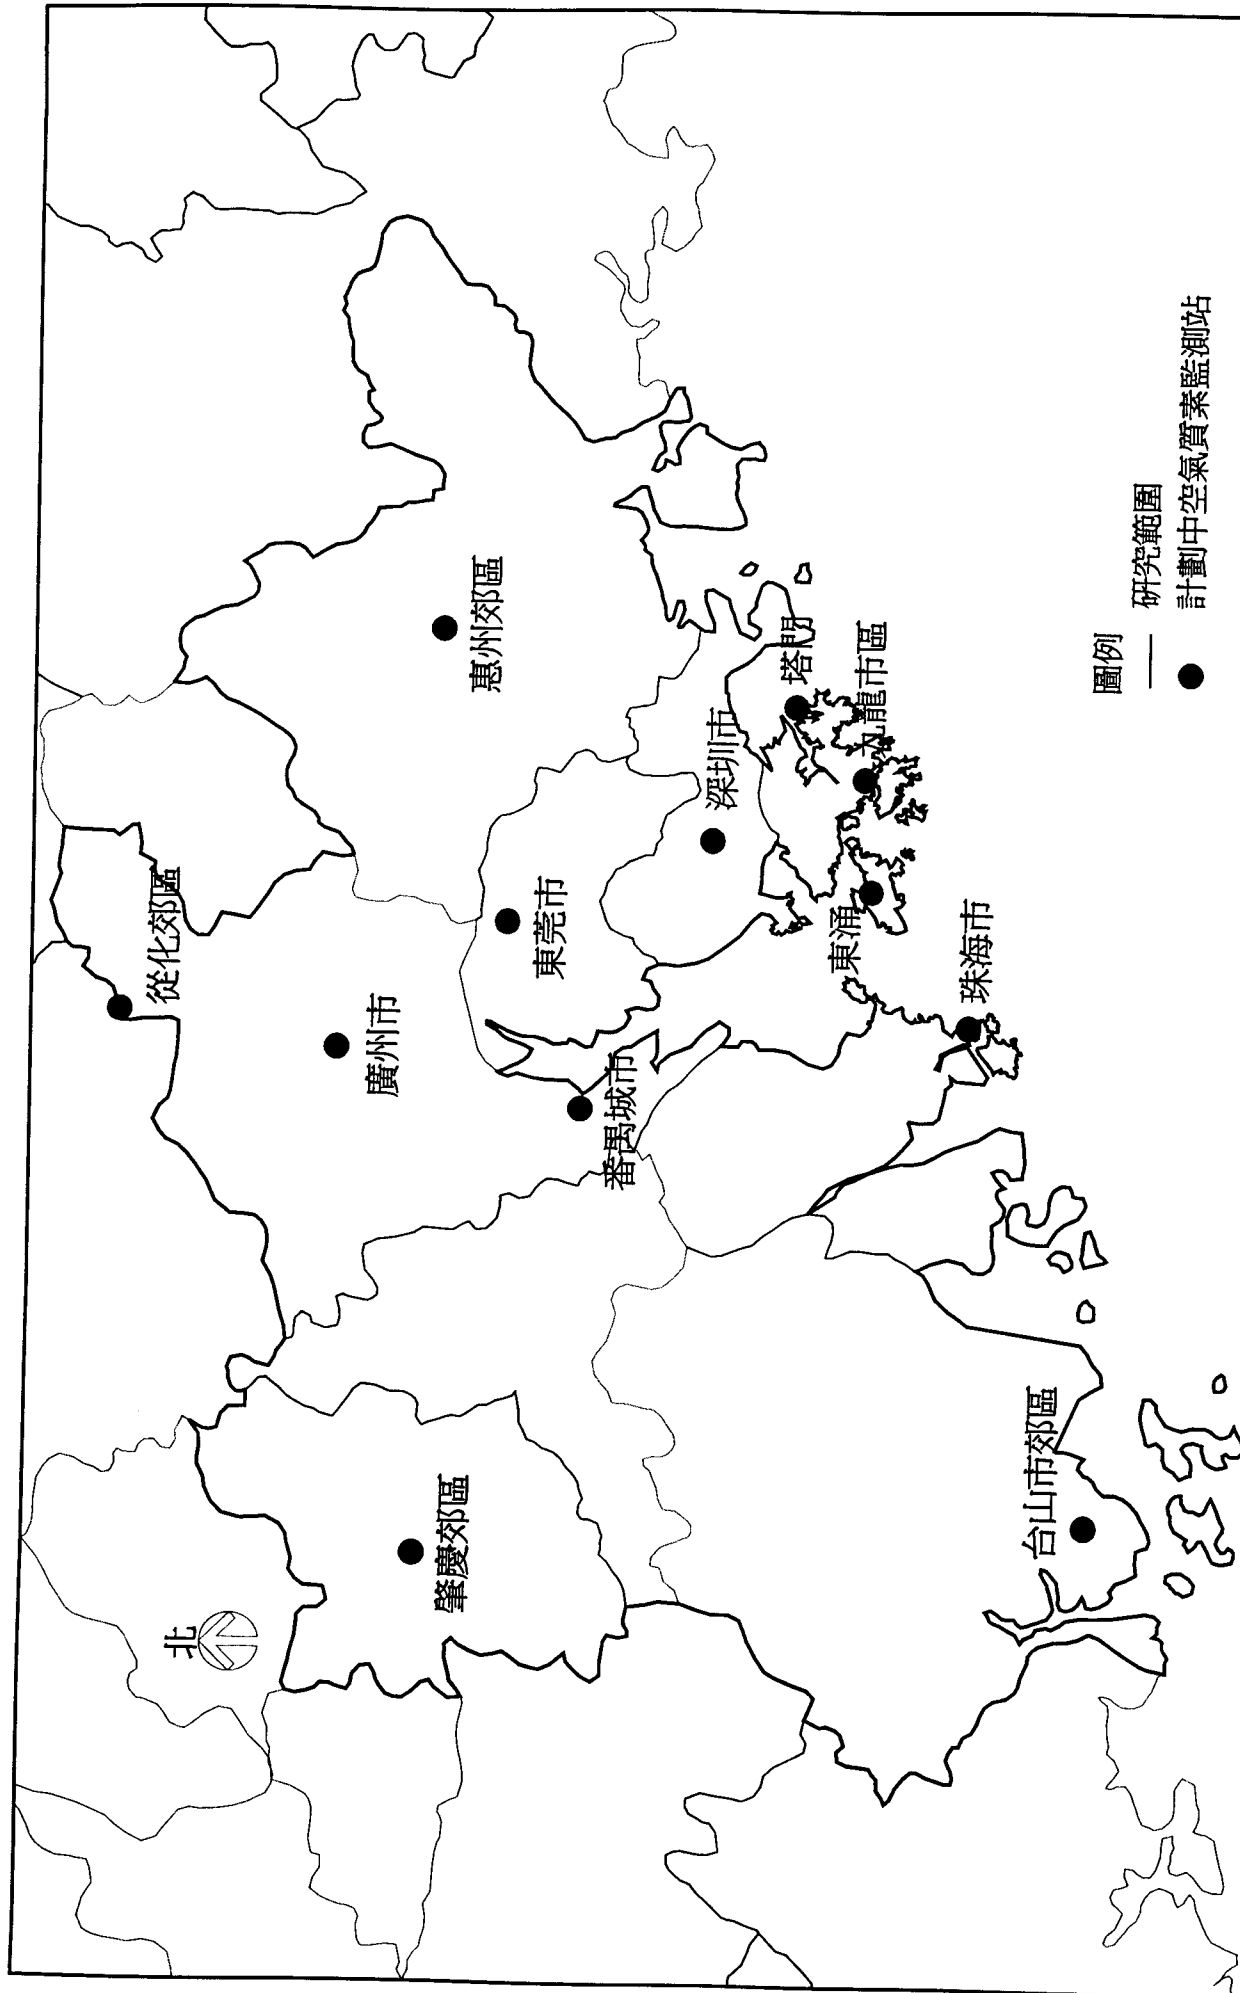 北
從化郊區
廣州市
肇慶郊區
惠州郊區
東莞市
番禺城市
深圳市
塔門
九龍市區
東涌
珠海市
台山市郊區
圖例
研究範圍
計劃中空氣質素監測站